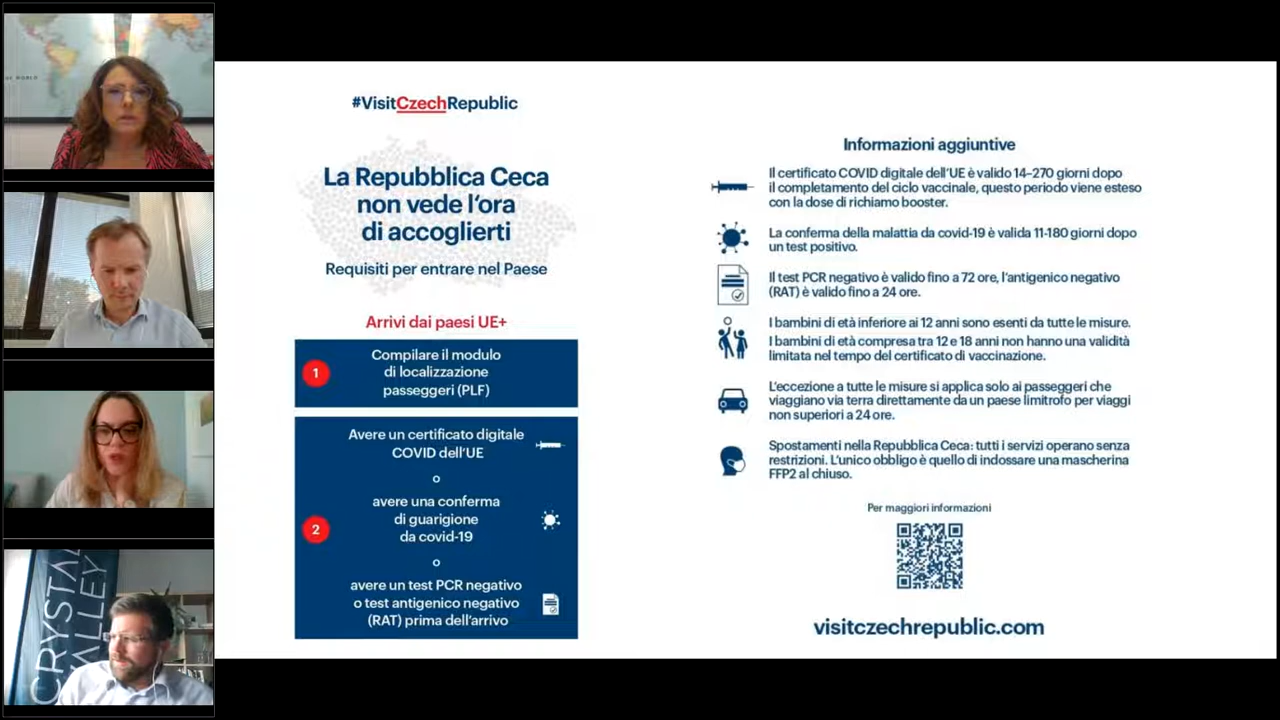 #VisitCzechRepublic
La Repubblica Ceca
non vede l'ora
di accoglierti
Requisiti per entrare nel Paese
Arrivi dai paesi UE+
1
Compilare il modulo
di localizzazione
passeggeri (PLF)
2
Avere un certificato digitale
COVID dell'UE
o
avere una conferma
di guarigione
da covid-19
o
avere un test PCR negativo
o test antigenico negativo
(RAT) prima dell'arrivo
Informazioni aggiuntive
Il certificato COVID digitale dell'UE è valido 14–270 giorni dopo
il completamento del ciclo vaccinale, questo periodo viene esteso
con la dose di richiamo booster.
La conferma della malattia da covid-19 è valida 11-180 giorni dopo
un test positivo.
Il test PCR negativo è valido fino a 72 ore, l'antigenico negativo
(RAT) è valido fino a 24 ore.
I bambini di età inferiore ai 12 anni sono esenti da tutte le misure.
I bambini di età compresa tra 12 e 18 anni non hanno una validità
limitata nel tempo del certificato di vaccinazione.
L'eccezione a tutte le misure si applica solo ai passeggeri che
viaggiano via terra direttamente da un paese limitrofo per viaggi
non superiori a 24 ore.
Spostamenti nella Repubblica Ceca: tutti i servizi operano senza
restrizioni. L'unico obbligo è quello di indossare una mascherina
FFP2 al chiuso.
Per maggiori informazioni
visitczechrepublic.com
WORLD
CRYSTAL
VALLEY